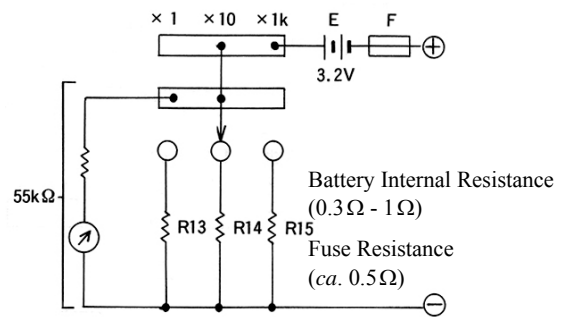 × 1 × 10 × 1k E F
3.2V
55kΩ
Battery Internal Resistance
(0.3Ω - 1Ω)
R13 R14 R15
Fuse Resistance
(ca. 0.5Ω)